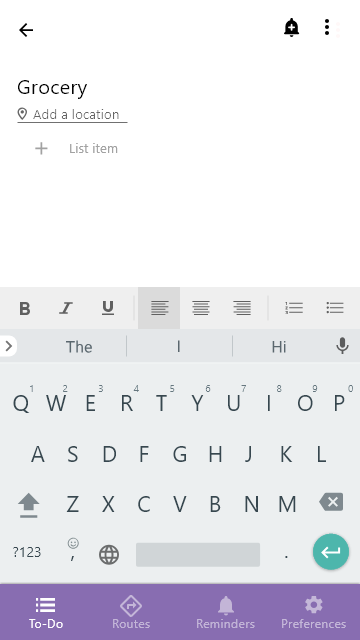 Grocery
Add a location
List item
B I U
The I Hi
1 2 3 4 5 6 7 8 9 0
Q W E R T Y U I O P
A S D F G H J K L
Z X C V B N M
?123 , .
To-Do Routes Reminders Preferences